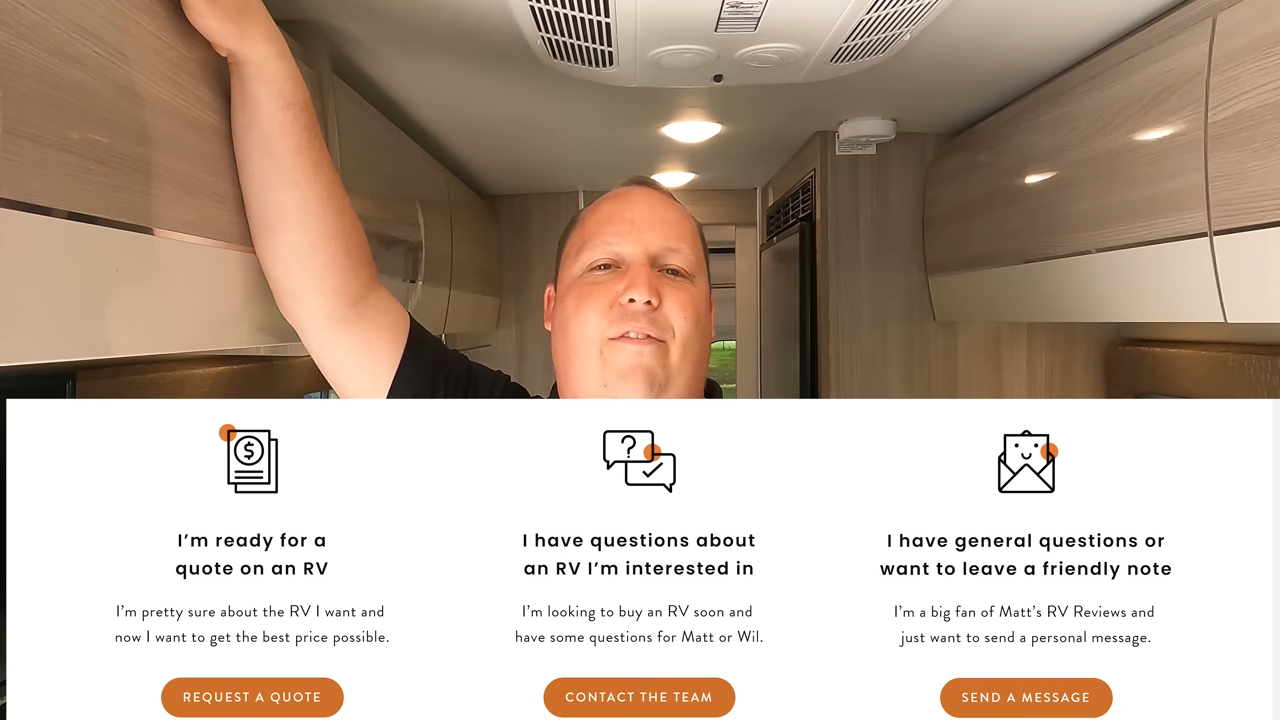 I'm ready for a
quote on an RV
I'm pretty sure about the RV I want and
now I want to get the best price possible.
REQUEST A QUOTE
I have questions about
an RV I'm interested in
I'm looking to buy an RV soon and
have some questions for Matt or Wil.
CONTACT THE TEAM
I have general questions or
want to leave a friendly note
I'm a big fan of Matt's RV Reviews and
just want to send a personal message.
SEND A MESSAGE